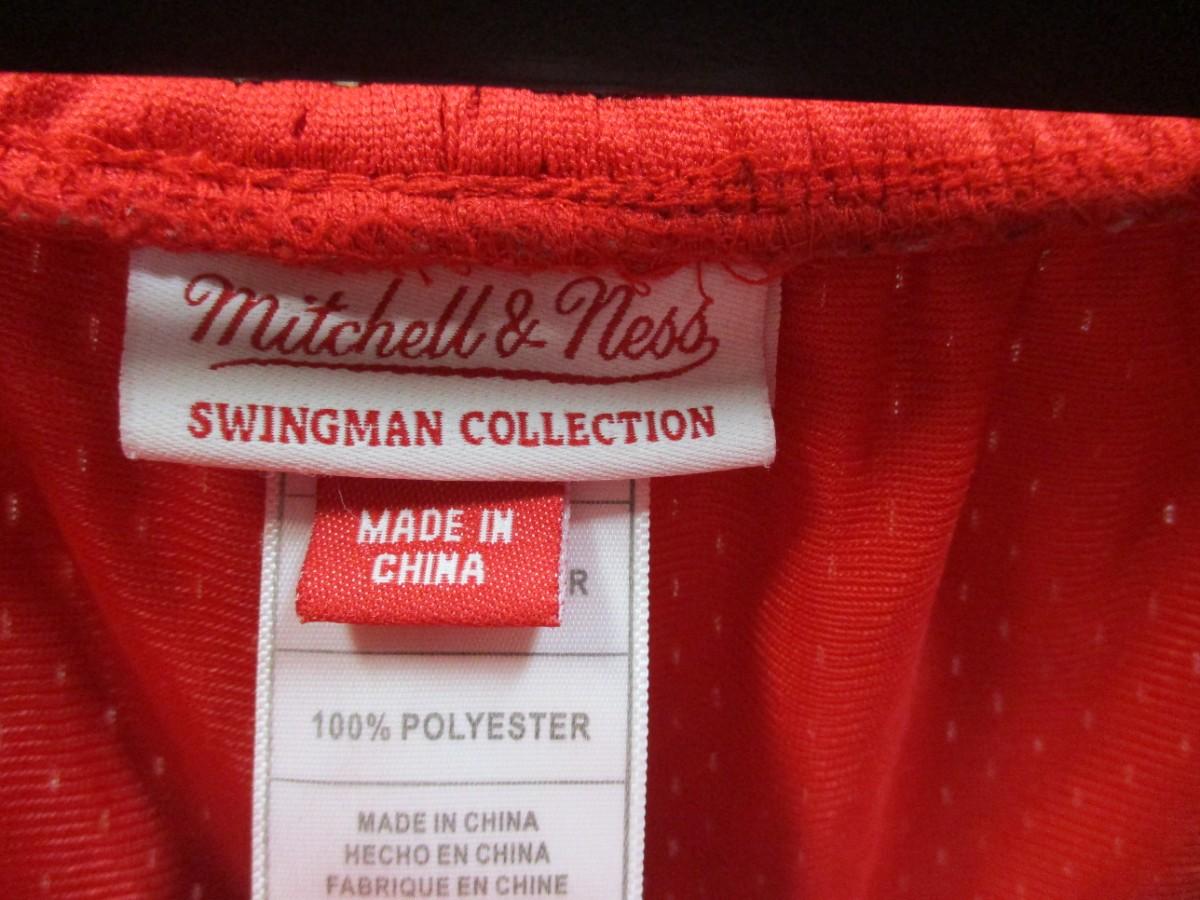 Mitchell & Ness
SWINGMAN COLLECTION
MADE IN
CHINA
R
100% POLYESTER
MADE IN CHINA
HECHO EN CHINA
FABRIQUE EN CHINE